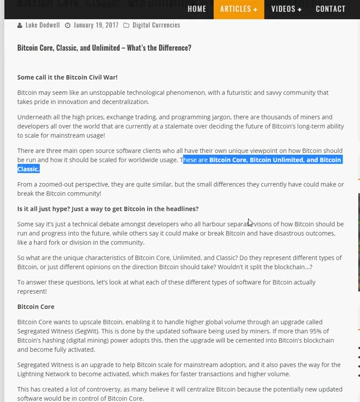 HOME ARTICLES + VIDEOS + CONTACT
Luke Dodwell January 19, 2017 Digital Currencies
Bitcoin Core, Classic, and Unlimited – What's the Difference?
Some call it the Bitcoin Civil War!
Bitcoin may seem like an unstoppable technological phenomenon, with a futuristic and savvy community that
takes pride in innovation and decentralization.
Underneath all the high prices, exchange trading, and programming jargon, there are thousands of miners and
developers all over the world that are currently at a stalemate over deciding the future of Bitcoin's long-term ability
to scale for mainstream usage!
There are three main open source software clients who all have their own unique viewpoint on how Bitcoin should
be run and how it should be scaled for worldwide usage. These are Bitcoin Core, Bitcoin Unlimited, and Bitcoin
Classic.
From a zoomed-out perspective, they are quite similar, but the small differences they currently have could make or
break the Bitcoin community!
Is it all just hype? Just a way to get Bitcoin in the headlines?
Some say it's just a technical debate amongst developers who all harbour separate visions of how Bitcoin should be
run and progress into the future, while others say it could make or break Bitcoin and have disastrous outcomes,
like a hard fork or division in the community.
So what are the unique characteristics of Bitcoin Core, Unlimited, and Classic? Do they represent different types of
Bitcoin, or just different opinions on the direction Bitcoin should take? Wouldn't it split the blockchain...?
To answer these questions, let's look at what each of these different types of software for Bitcoin actually
represent!
Bitcoin Core
Bitcoin Core wants to upscale Bitcoin, enabling it to handle higher global volume through an upgrade called
Segregated Witness (SegWit). This is done by the updated software being used by miners. If more than 95% of
Bitcoin's hashing (digital mining) power adopts this, then the upgrade will be cemented into Bitcoin's blockchain
and become fully activated.
Segregated Witness is an upgrade to help Bitcoin scale for mainstream adoption, and it also paves the way for the
Lightning Network to become activated, which makes for faster transactions and higher volume.
This has created a lot of controversy, as many believe it will centralize Bitcoin because the potential new updated
software would be in control of Bitcoin Core.